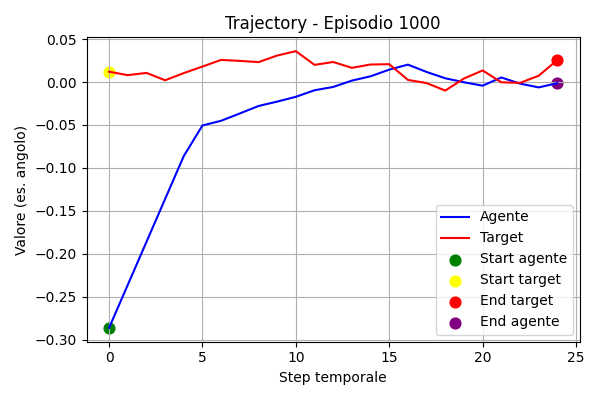 Trajectory - Episodio 1000
Valore (es. angolo)
0.05
0.00
−0.05
−0.10
−0.15
−0.20
−0.25
−0.30
0 5 10 15 20 25
Step temporale
Agente
Target
Start agente
Start target
End target
End agente